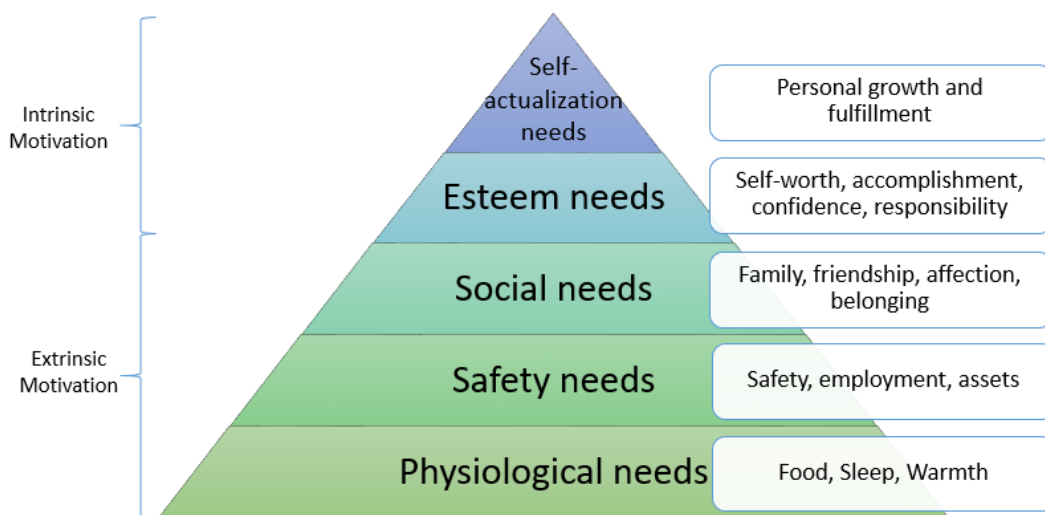 Self-
actualization
needs
Personal growth and
fulfillment
Intrinsic
Motivation
Esteem needs
Self-worth, accomplishment,
confidence, responsibility
Social needs
Family, friendship, affection,
belonging
Extrinsic
Motivation
Safety needs
Safety, employment, assets
Physiological needs
Food, Sleep, Warmth